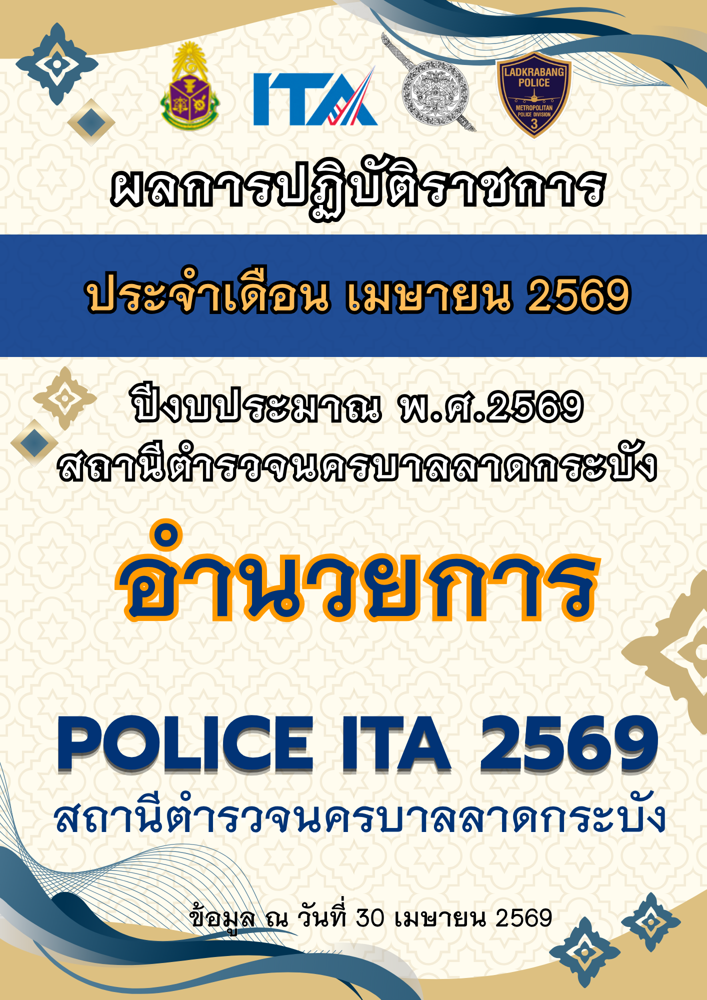 ITA
LADKRABANG
POLICE
METROPOLITAN
POLICE DIVISION
3
ผลการปฏิบัติราชการ
ประจำเดือน เมษายน 2569
ปีงบประมาณ พ.ศ.2569
สถานีตำรวจนครบาลลาดกระบัง
อำนวยการ
POLICE ITA 2569
สถานีตำรวจนครบาลลาดกระบัง
ข้อมูล ณ วันที่ 30 เมษายน 2569